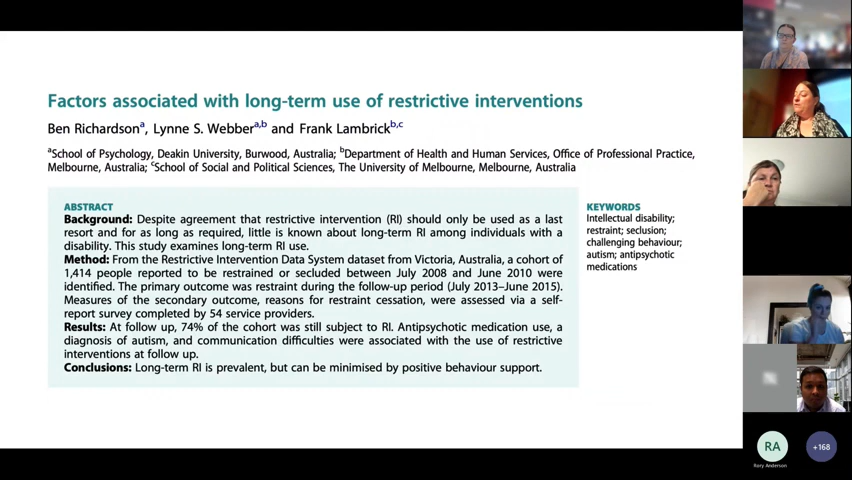 Factors associated with long-term use of restrictive interventions
Ben Richardsonᵃ, Lynne S. Webberᵃ,ᵇ and Frank Lambrickᵇ,ᶜ
ᵃSchool of Psychology, Deakin University, Burwood, Australia; ᵇDepartment of Health and Human Services, Office of Professional Practice,
Melbourne, Australia; ᶜSchool of Social and Political Sciences, The University of Melbourne, Melbourne, Australia
ABSTRACT
Background: Despite agreement that restrictive intervention (RI) should only be used as a last
resort and for as long as required, little is known about long-term RI among individuals with a
disability. This study examines long-term RI use.
Method: From the Restrictive Intervention Data System dataset from Victoria, Australia, a cohort of
1,414 people reported to be restrained or secluded between July 2008 and June 2010 were
identified. The primary outcome was restraint during the follow-up period (July 2013–June 2015).
Measures of the secondary outcome, reasons for restraint cessation, were assessed via a self-
report survey completed by 54 service providers.
Results: At follow up, 74% of the cohort was still subject to RI. Antipsychotic medication use, a
diagnosis of autism, and communication difficulties were associated with the use of restrictive
interventions at follow up.
Conclusions: Long-term RI is prevalent, but can be minimised by positive behaviour support.
KEYWORDS
Intellectual disability;
restraint; seclusion;
challenging behaviour;
autism; antipsychotic
medications
RA
+168
Rory Anderson